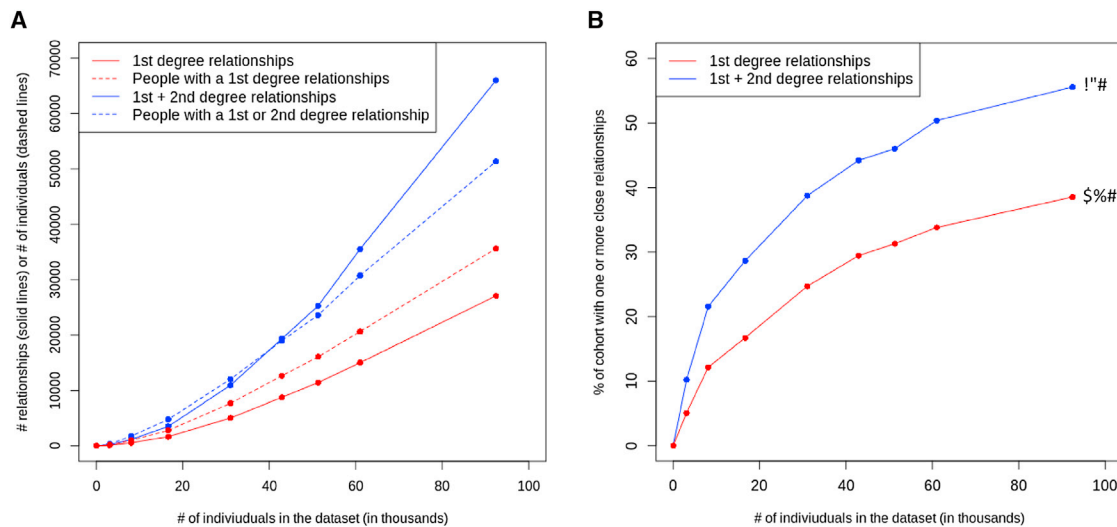 A
# relationships (solid lines) or # of individuals (dashed lines)
70000
60000
50000
40000
30000
20000
10000
0
1st degree relationships
People with a 1st degree relationships
1st + 2nd degree relationships
People with a 1st or 2nd degree relationship
0 20 40 60 80 100
# of indiviuduals in the dataset (in thousands)
B
% of cohort with one or more close relationships
60
50
40
30
20
10
0
1st degree relationships
1st + 2nd degree relationships
!"#
$%#
0 20 40 60 80 100
# of indiviuduals in the dataset (in thousands)